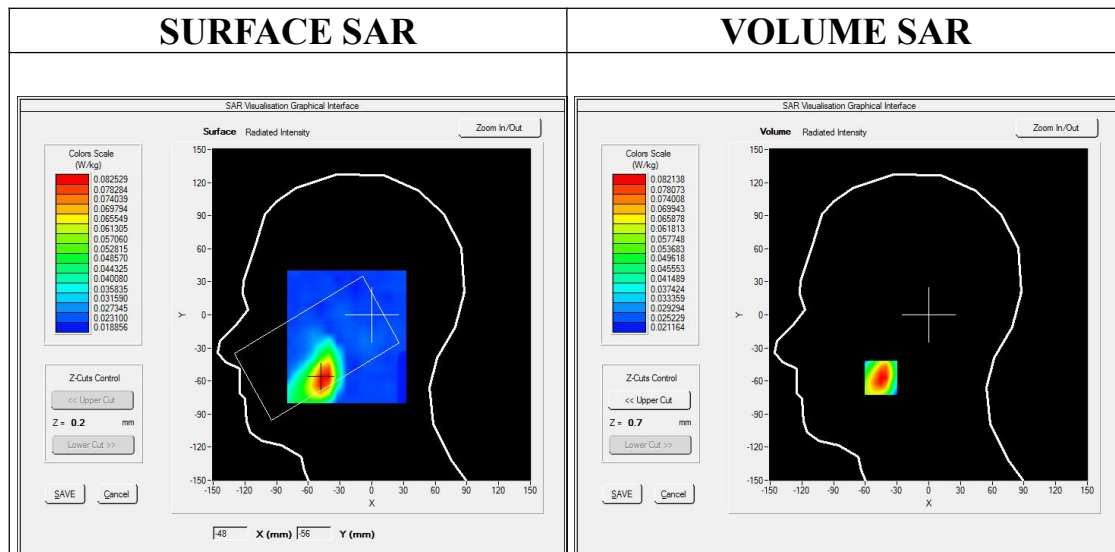 SURFACE SAR
VOLUME SAR
SAR Visualisation Graphical Interface
Surface Radiated Intensity
Zoom In/Out
Colors Scale
(W/kg)
0.082529
0.078284
0.074039
0.069794
0.065549
0.061305
0.057060
0.052815
0.048570
0.044325
0.040080
0.035835
0.031590
0.027345
0.023100
0.018856
Z-Cuts Control
<< Upper Cut
Z = 0.2 mm
Lower Cut >>
SAVE Cancel
150
120
90
60
30
0
-30
-60
-90
-120
-150
Y
-150 -120 -90 -60 -30 0 30 60 90 120 150
X
-48 X (mm) -56 Y (mm)
SAR Visualisation Graphical Interface
Volume Radiated Intensity
Zoom In/Out
Colors Scale
(W/kg)
0.082138
0.078073
0.074008
0.069943
0.065878
0.061813
0.057748
0.053683
0.049618
0.045553
0.041489
0.037424
0.033359
0.029294
0.025229
0.021164
Z-Cuts Control
<< Upper Cut
Z = 0.7 mm
Lower Cut >>
SAVE Cancel
150
120
90
60
30
0
-30
-60
-90
-120
-150
Y
-150 -120 -90 -60 -30 0 30 60 90 120 150
X